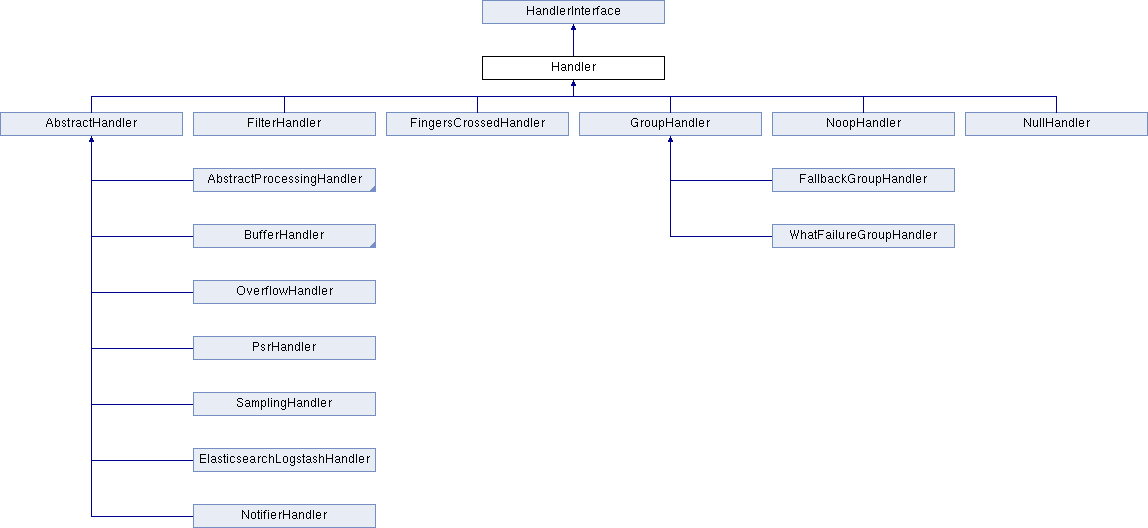 HandlerInterface
Handler
AbstractHandler
FilterHandler
FingersCrossedHandler
GroupHandler
NoopHandler
NullHandler
AbstractProcessingHandler
FallbackGroupHandler
BufferHandler
WhatFailureGroupHandler
OverflowHandler
PsrHandler
SamplingHandler
ElasticsearchLogstashHandler
NotifierHandler